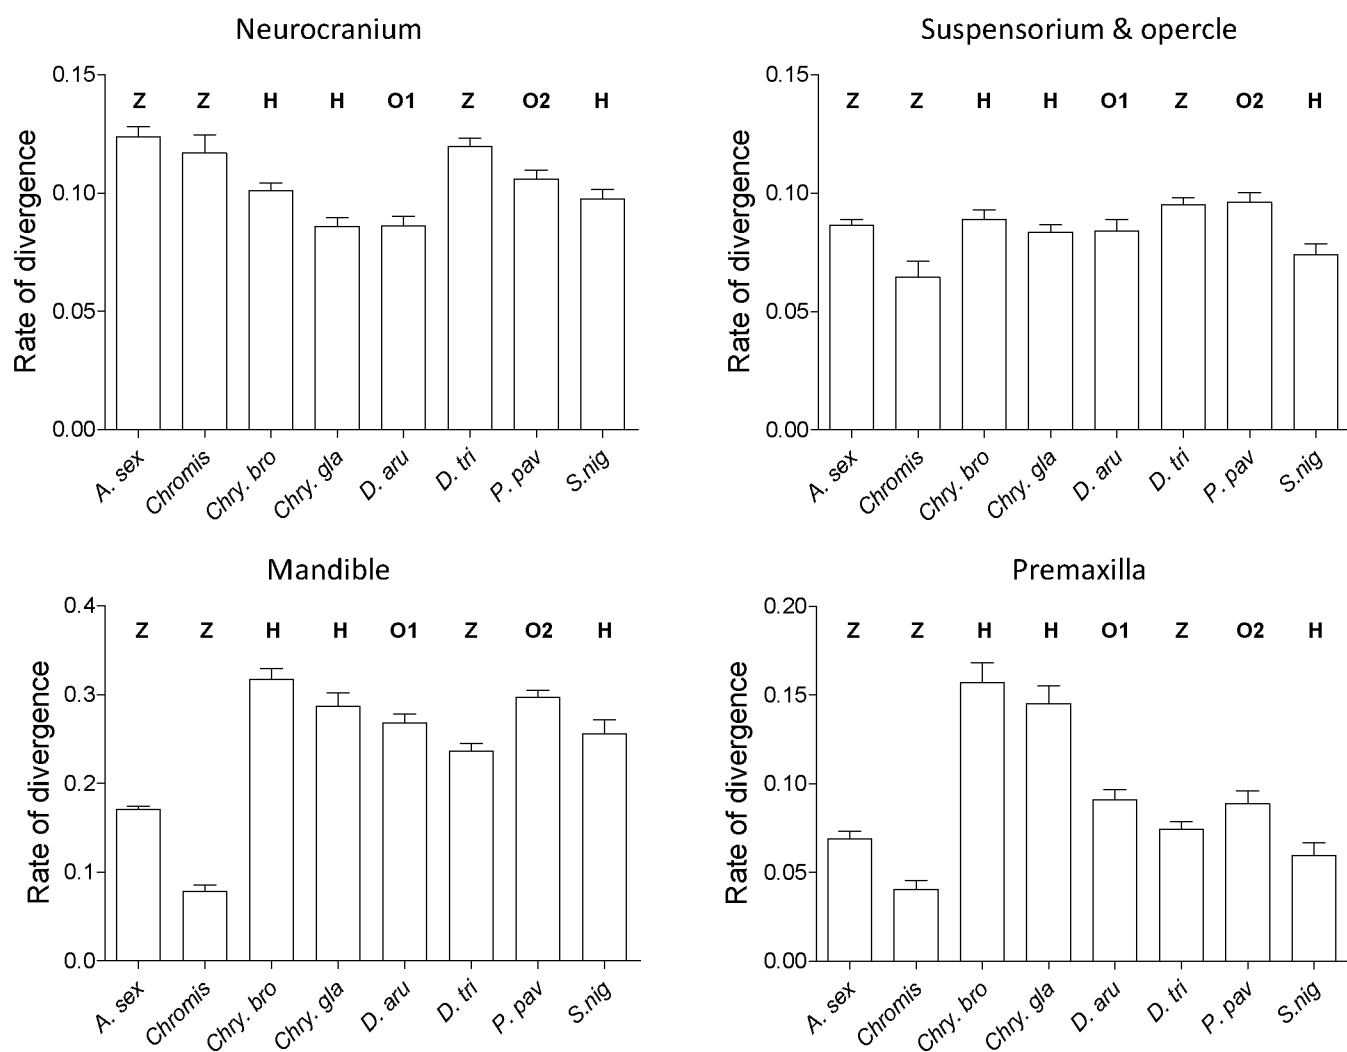 Neurocranium
Rate of divergence
0.15
0.10
0.05
0.00
Z Z H H O1 Z O2 H
A. sex
Chromis
Chry. bro
Chry. gla
D. aru
D. tri
P. pav
S.nig
Suspensorium & opercle
Rate of divergence
0.15
0.10
0.05
0.00
Z Z H H O1 Z O2 H
A. sex
Chromis
Chry. bro
Chry. gla
D. aru
D. tri
P. pav
S.nig
Mandible
Rate of divergence
0.4
0.3
0.2
0.1
0.0
Z Z H H O1 Z O2 H
A. sex
Chromis
Chry. bro
Chry. gla
D. aru
D. tri
P. pav
S.nig
Premaxilla
Rate of divergence
0.20
0.15
0.10
0.05
0.00
Z Z H H O1 Z O2 H
A. sex
Chromis
Chry. bro
Chry. gla
D. aru
D. tri
P. pav
S.nig